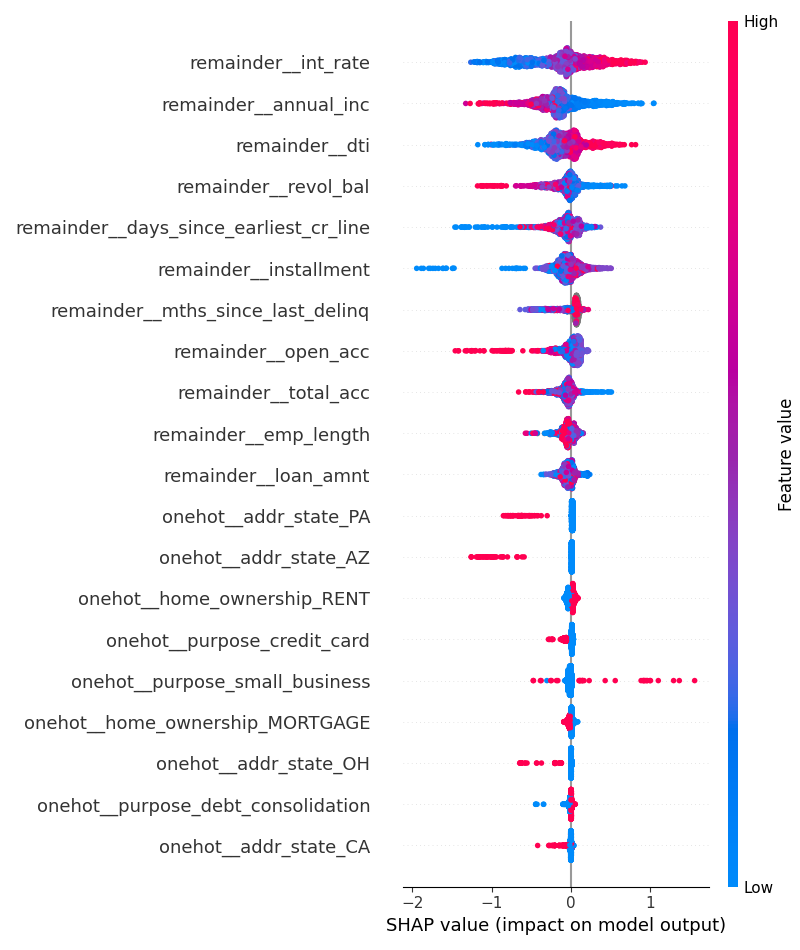 High
remainder__int_rate
remainder__annual_inc
remainder__dti
remainder__revol_bal
remainder__days_since_earliest_cr_line
remainder__installment
remainder__mths_since_last_delinq
remainder__open_acc
remainder__total_acc
remainder__emp_length
remainder__loan_amnt
onehot__addr_state_PA
onehot__addr_state_AZ
onehot__home_ownership_RENT
onehot__purpose_credit_card
onehot__purpose_small_business
onehot__home_ownership_MORTGAGE
onehot__addr_state_OH
onehot__purpose_debt_consolidation
onehot__addr_state_CA
Feature value
Low
−2 −1 0 1
SHAP value (impact on model output)